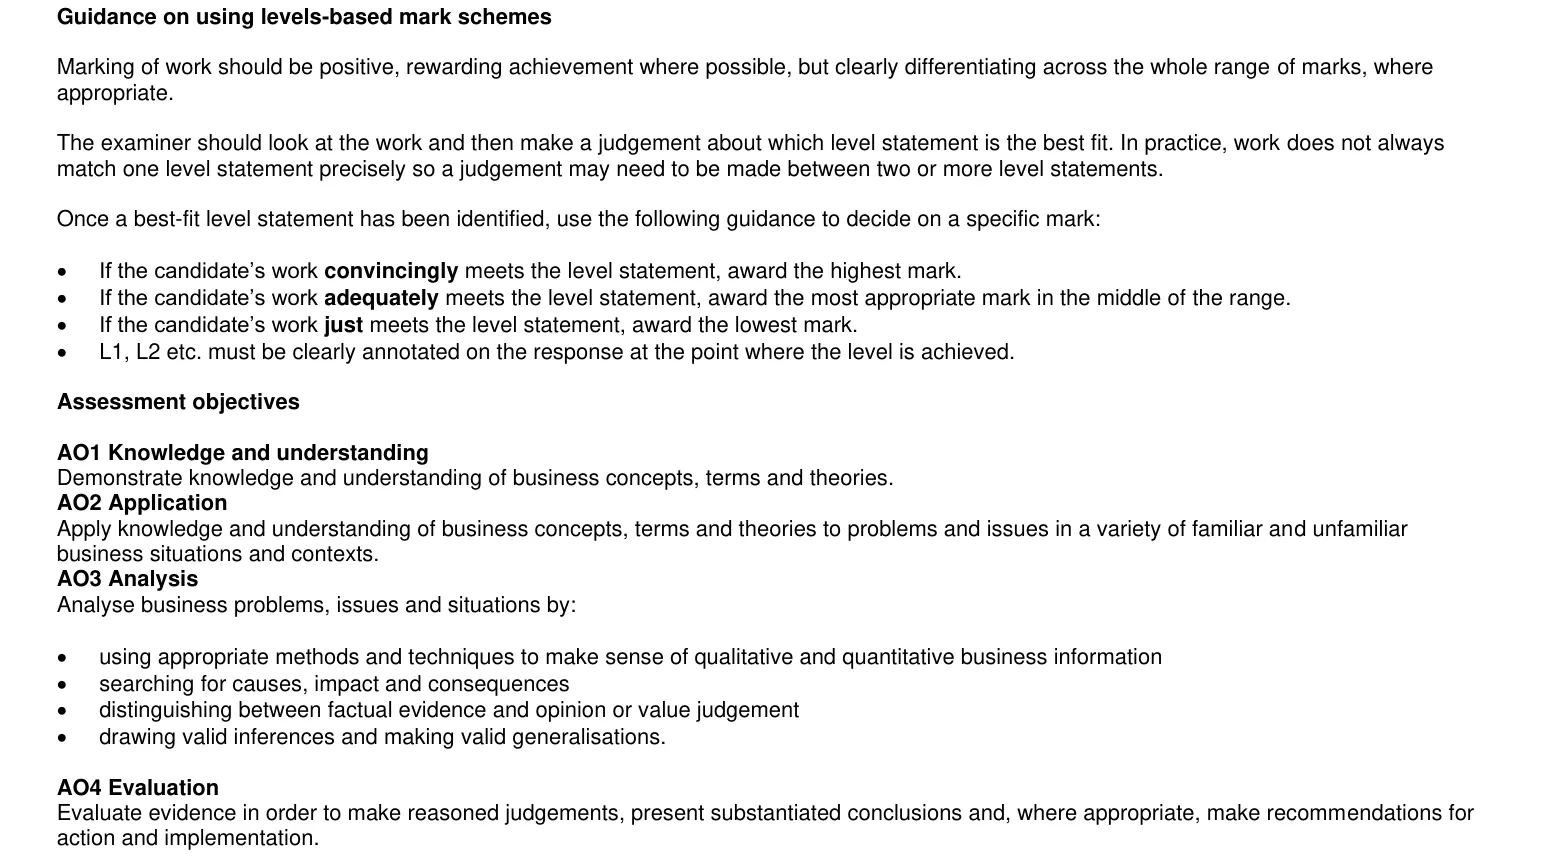 Guidance on using levels-based mark schemes
Marking of work should be positive, rewarding achievement where possible, but clearly differentiating across the whole range of marks, where
appropriate.
The examiner should look at the work and then make a judgement about which level statement is the best fit. In practice, work does not always
match one level statement precisely so a judgement may need to be made between two or more level statements.
Once a best-fit level statement has been identified, use the following guidance to decide on a specific mark:
• If the candidate’s work convincingly meets the level statement, award the highest mark.
• If the candidate’s work adequately meets the level statement, award the most appropriate mark in the middle of the range.
• If the candidate’s work just meets the level statement, award the lowest mark.
• L1, L2 etc. must be clearly annotated on the response at the point where the level is achieved.
Assessment objectives
AO1 Knowledge and understanding
Demonstrate knowledge and understanding of business concepts, terms and theories.
AO2 Application
Apply knowledge and understanding of business concepts, terms and theories to problems and issues in a variety of familiar and unfamiliar
business situations and contexts.
AO3 Analysis
Analyse business problems, issues and situations by:
• using appropriate methods and techniques to make sense of qualitative and quantitative business information
• searching for causes, impact and consequences
• distinguishing between factual evidence and opinion or value judgement
• drawing valid inferences and making valid generalisations.
AO4 Evaluation
Evaluate evidence in order to make reasoned judgements, present substantiated conclusions and, where appropriate, make recommendations for
action and implementation.